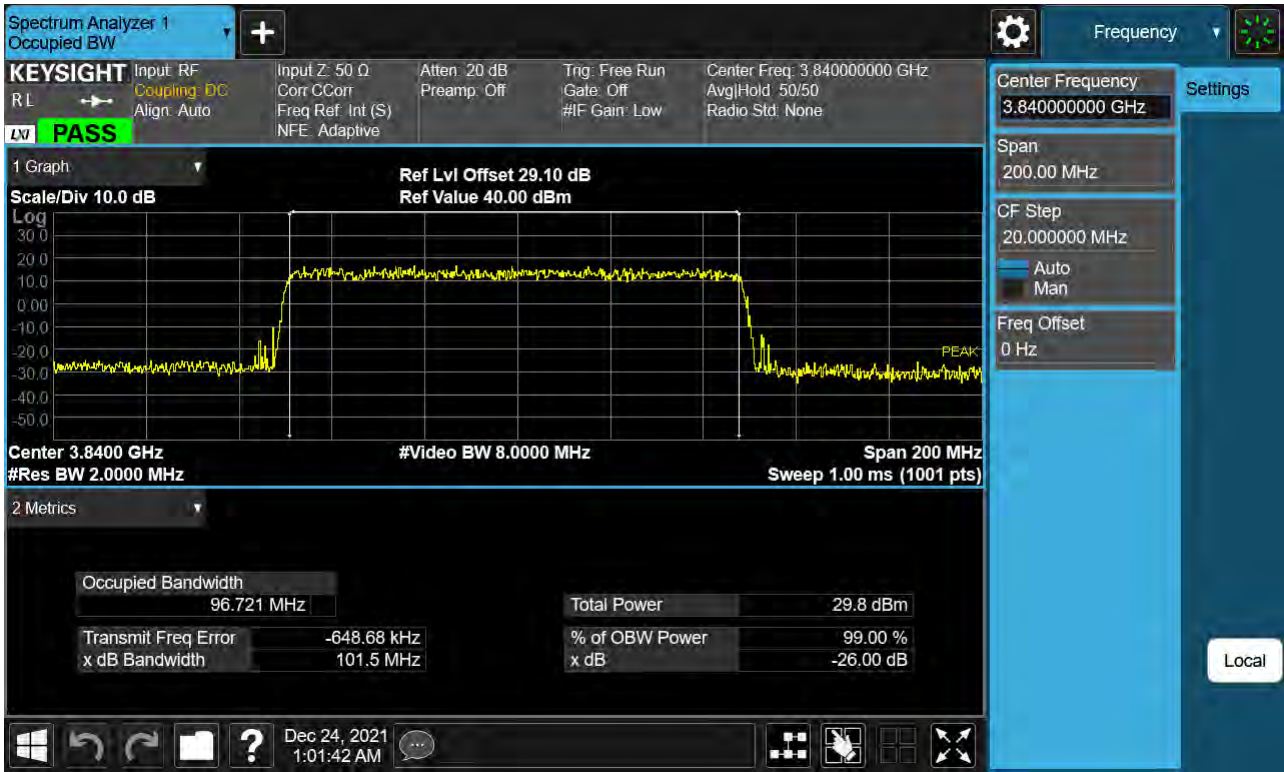 Spectrum Analyzer 1
Occupied BW
+
Frequency
KEYSIGHT
RL
LXI
PASS
Input: RF
Coupling: DC
Align: Auto
Input Z: 50 Ω
Corr CCorr
Freq Ref: Int (S)
NFE: Adaptive
Atten: 20 dB
Preamp: Off
Trig: Free Run
Gate: Off
#IF Gain: Low
Center Freq: 3.840000000 GHz
Avg|Hold: 50/50
Radio Std: None
Center Frequency
3.840000000 GHz
Settings
Span
200.00 MHz
CF Step
20.000000 MHz
Auto
Man
Freq Offset
0 Hz
Local
1 Graph
Scale/Div 10.0 dB
Ref Lvl Offset 29.10 dB
Ref Value 40.00 dBm
Log
30.0
20.0
10.0
0.00
-10.0
-20.0
-30.0
-40.0
-50.0
PEAK
Center 3.8400 GHz
#Video BW 8.0000 MHz
Span 200 MHz
#Res BW 2.0000 MHz
Sweep 1.00 ms (1001 pts)
2 Metrics
Occupied Bandwidth
96.721 MHz
Total Power 29.8 dBm
Transmit Freq Error -648.68 kHz
% of OBW Power 99.00 %
x dB Bandwidth 101.5 MHz
x dB -26.00 dB
?
Dec 24, 2021
1:01:42 AM